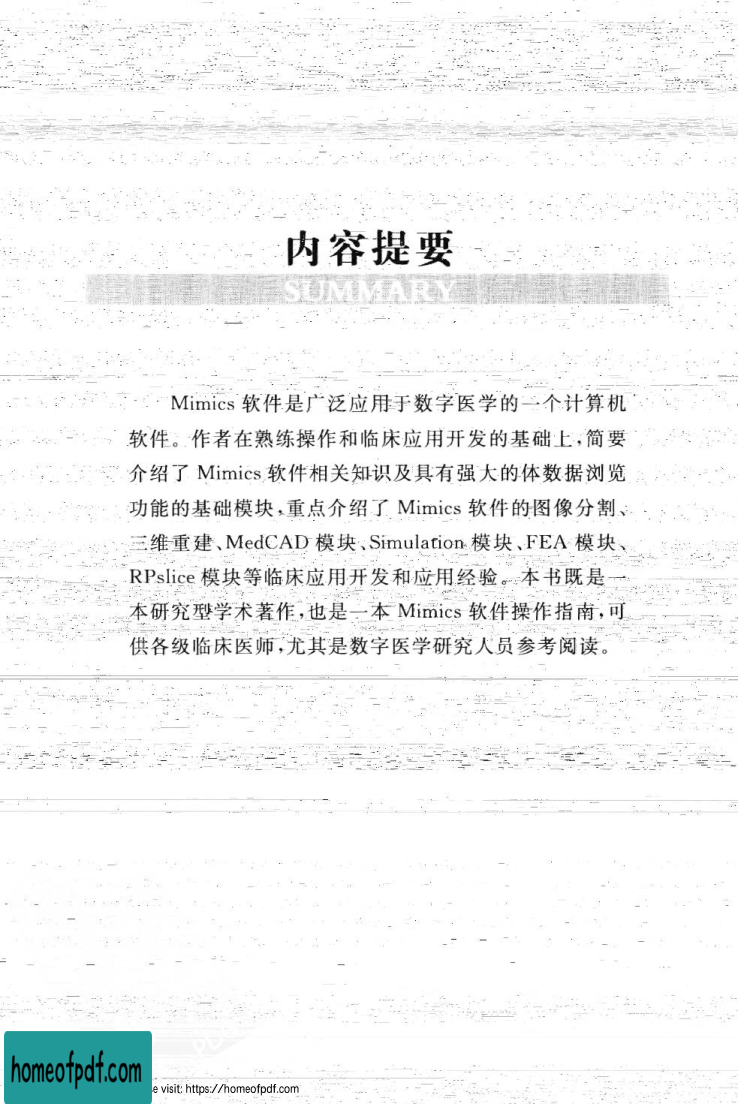 内容提要
SUMMARY
Mimics 软件是广泛应用于数字医学的一个计算机
软件。作者在熟练操作和临床应用开发的基础上,简要
介绍了 Mimics 软件相关知识及具有强大的体数据浏览
功能的基础模块,重点介绍了 Mimics 软件的图像分割、
三维重建、MedCAD 模块、Simulation 模块、FEA 模块、
RPslice 模块等临床应用开发和应用经验。本书既是一
本研究型学术著作,也是一本 Mimics 软件操作指南,可
供各级临床医师,尤其是数字医学研究人员参考阅读。
homeofpdf.com
e visit: https://homeofpdf.com